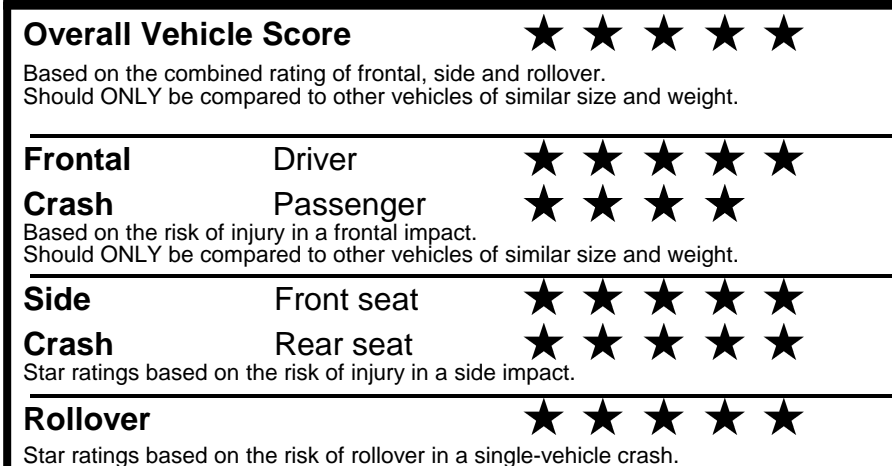 Overall Vehicle Score ★ ★ ★ ★ ★
Based on the combined rating of frontal, side and rollover.
Should ONLY be compared to other vehicles of similar size and weight.
Frontal Driver ★ ★ ★ ★ ★
Crash Passenger ★ ★ ★ ★
Based on the risk of injury in a frontal impact.
Should ONLY be compared to other vehicles of similar size and weight.
Side Front seat ★ ★ ★ ★ ★
Crash Rear seat ★ ★ ★ ★ ★
Star ratings based on the risk of injury in a side impact.
Rollover ★ ★ ★ ★ ★
Star ratings based on the risk of rollover in a single-vehicle crash.